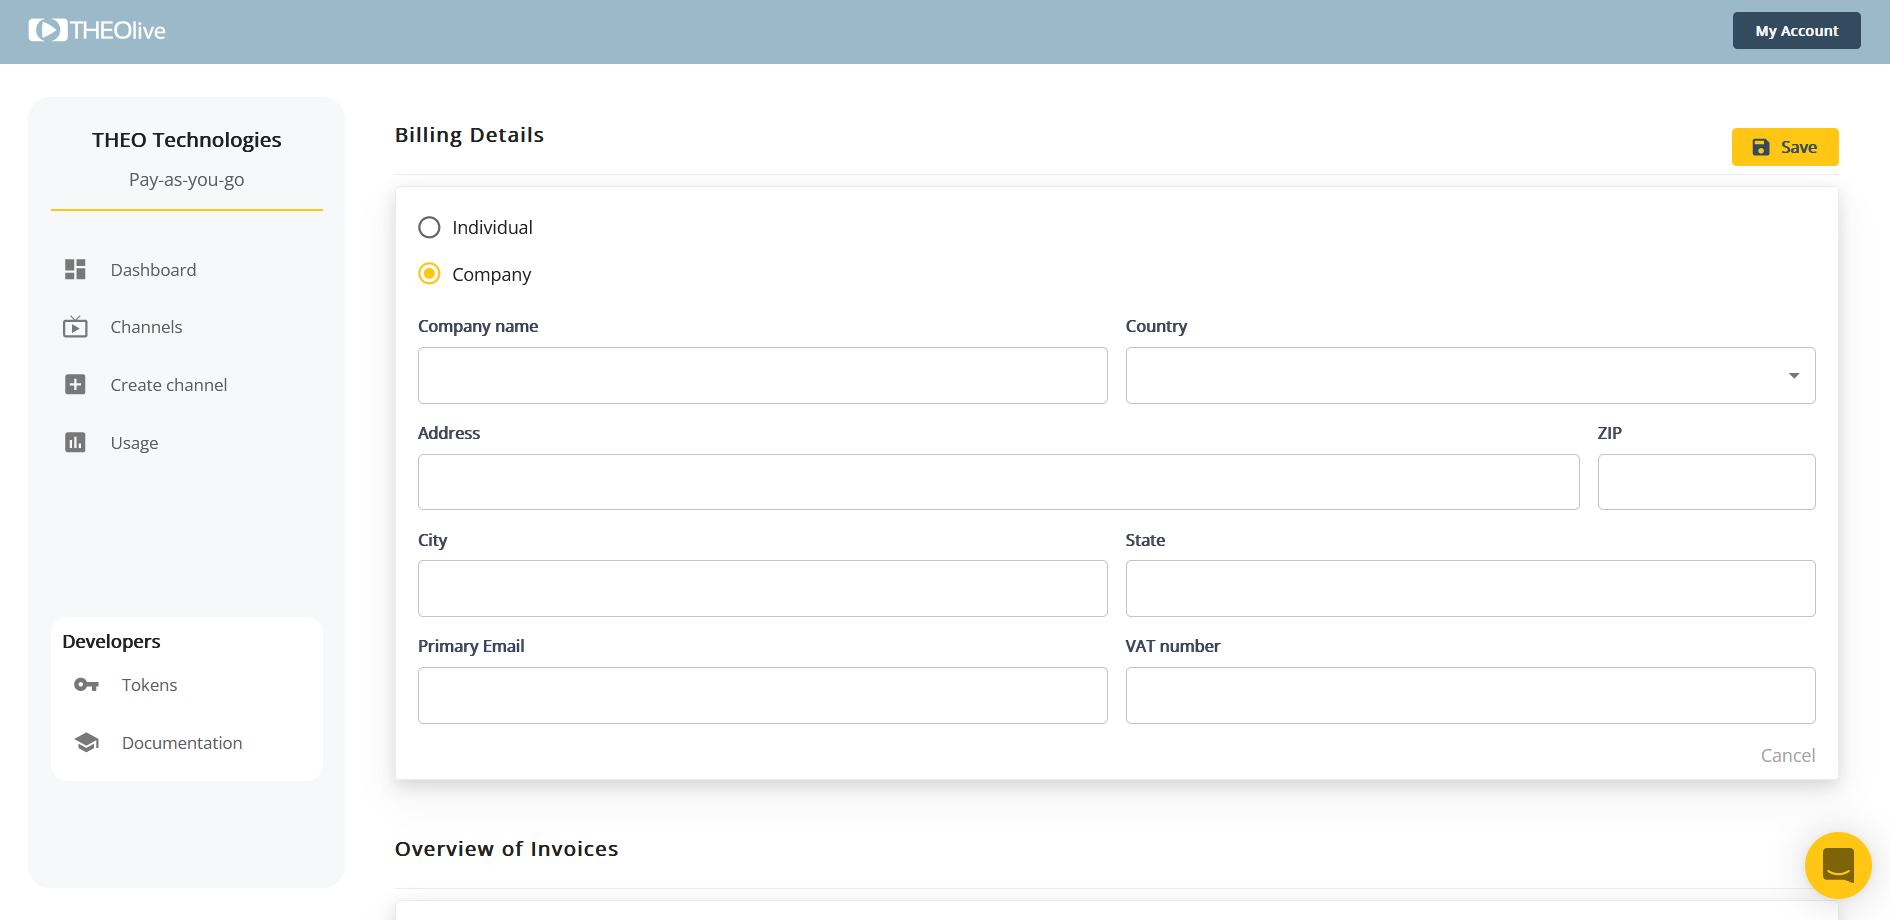 THEOlive
My Account
THEO Technologies
Pay-as-you-go
Dashboard
Channels
Create channel
Usage
Developers
Tokens
Documentation
Billing Details
Save
Individual
Company
Company name
Country
Address
ZIP
City
State
Primary Email
VAT number
Cancel
Overview of Invoices